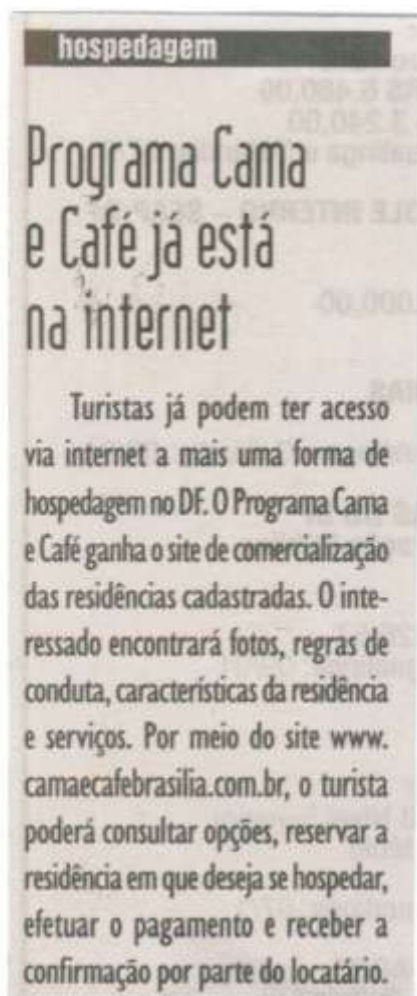 hospedagem
Programa Cama
e Café já está
na internet
Turistas já podem ter acesso
via internet a mais uma forma de
hospedagem no DF. O Programa Cama
e Café ganha o site de comercialização
das residências cadastradas. O inte-
ressado encontrará fotos, regras de
conduta, características da residência
e serviços. Por meio do site www.
camaecafebrasilia.com.br, o turista
poderá consultar opções, reservar a
residência em que deseja se hospedar,
efetuar o pagamento e receber a
confirmação por parte do locatário.